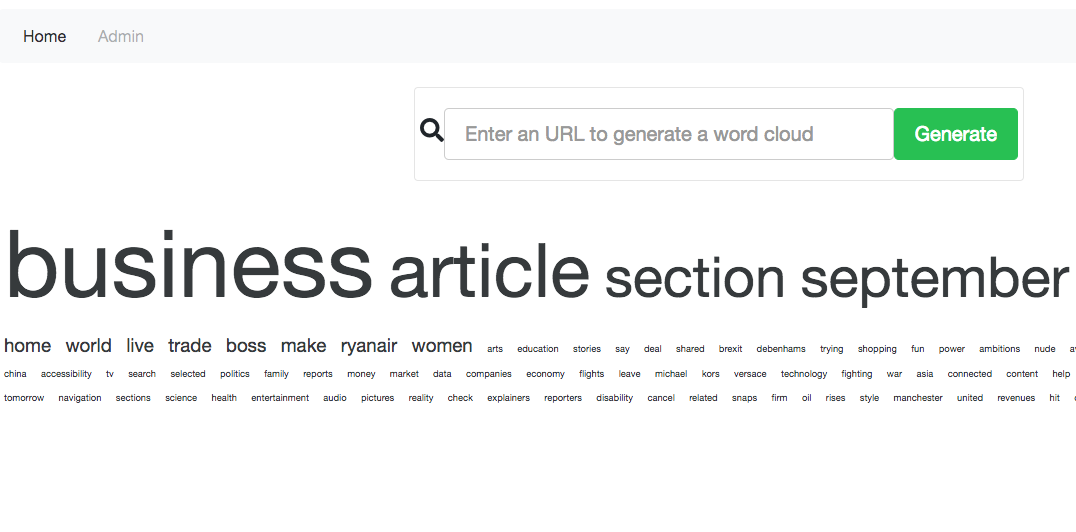 Home Admin
Enter an URL to generate a word cloud Generate
business article section september
home world live trade boss make ryanair women arts education stories say deal shared brexit debenhams trying shopping fun power ambitions nude
china accessibility tv search selected politics family reports money market data companies economy flights leave michael kors versace technology fighting war asia connected content help
tomorrow navigation sections science health entertainment audio pictures reality check explainers reporters disability cancel related snaps firm oil rises style manchester united revenues hit